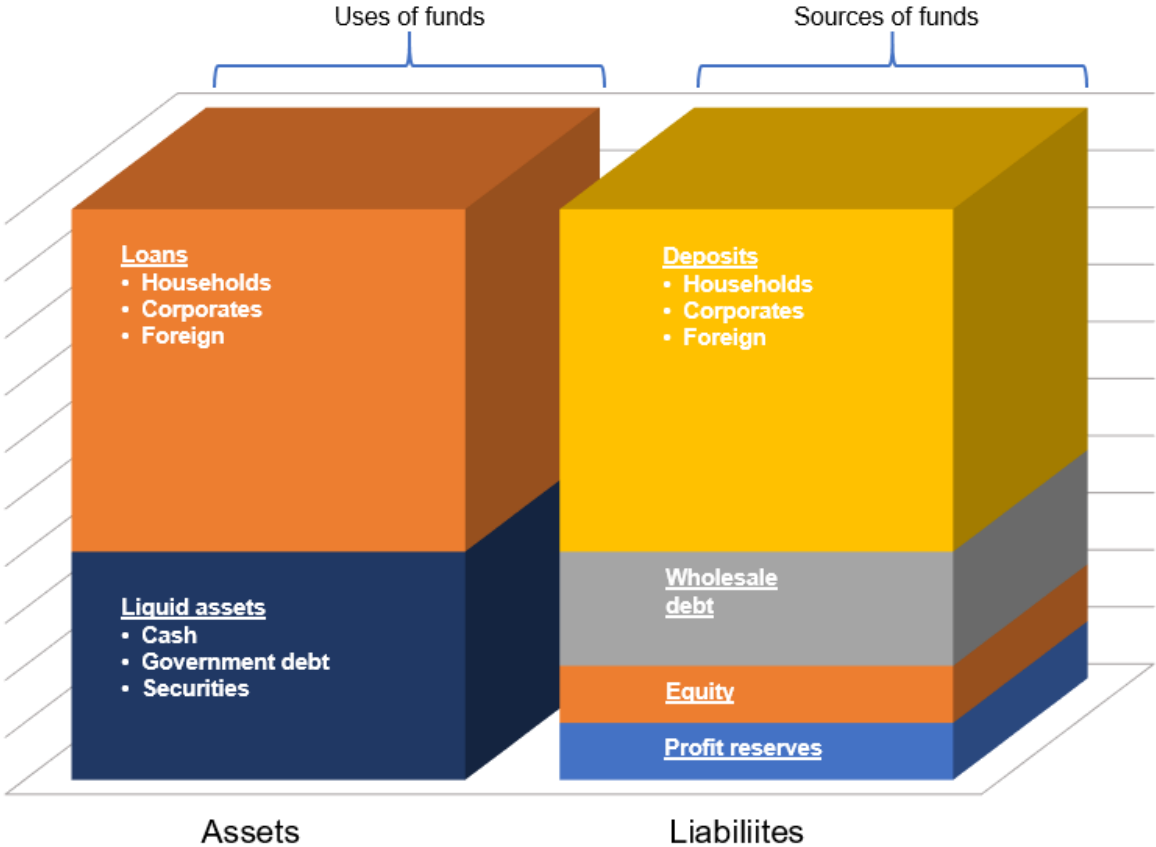 Uses of funds
Sources of funds
Loans
• Households
• Corporates
• Foreign
Deposits
• Households
• Corporates
• Foreign
Liquid assets
• Cash
• Government debt
• Securities
Wholesale
debt
Equity
Profit reserves
Assets
Liabiliites